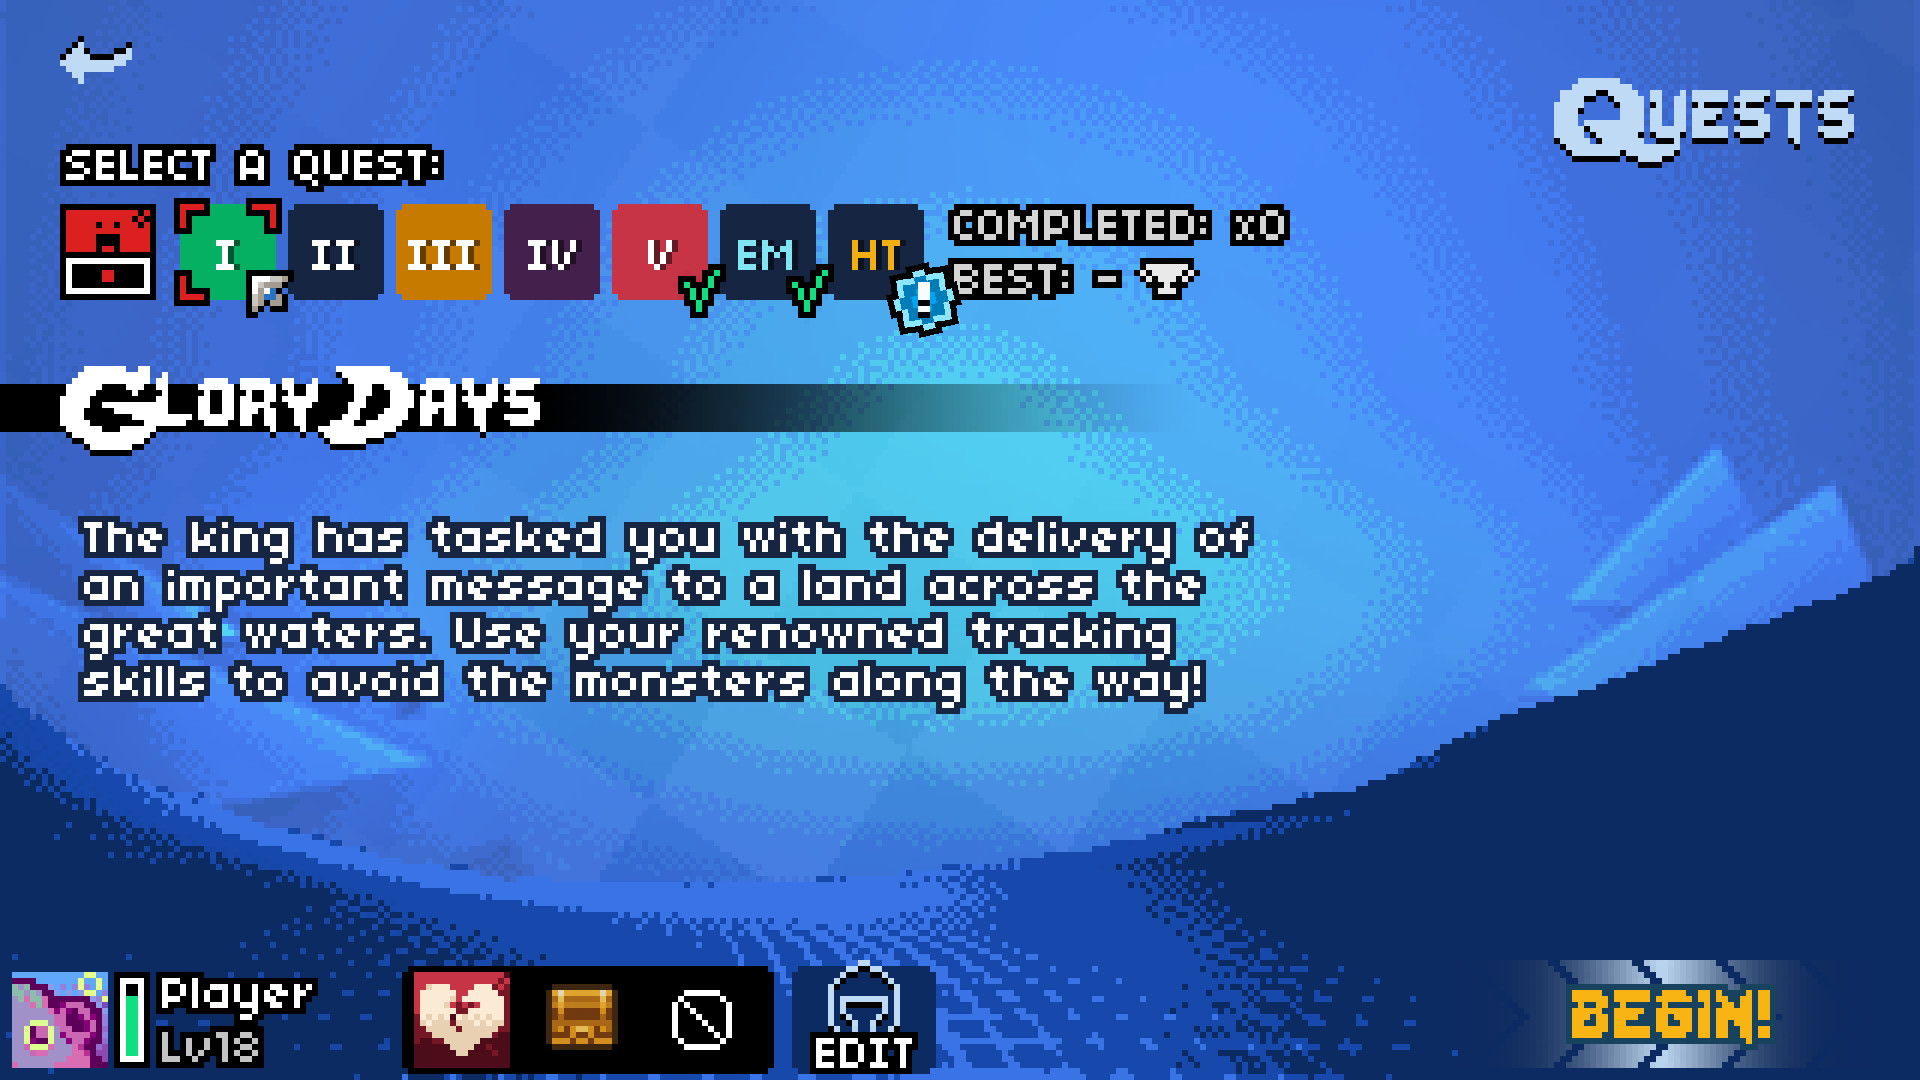 Quests
SELECT A QUEST:
I II III IV V EM HT
COMPLETED: x0
BEST: -
Glory Days
The king has tasked you with the delivery of
an important message to a land across the
great waters. Use your renowned tracking
skills to avoid the monsters along the way!
Player
Lv18
EDIT
BEGIN!